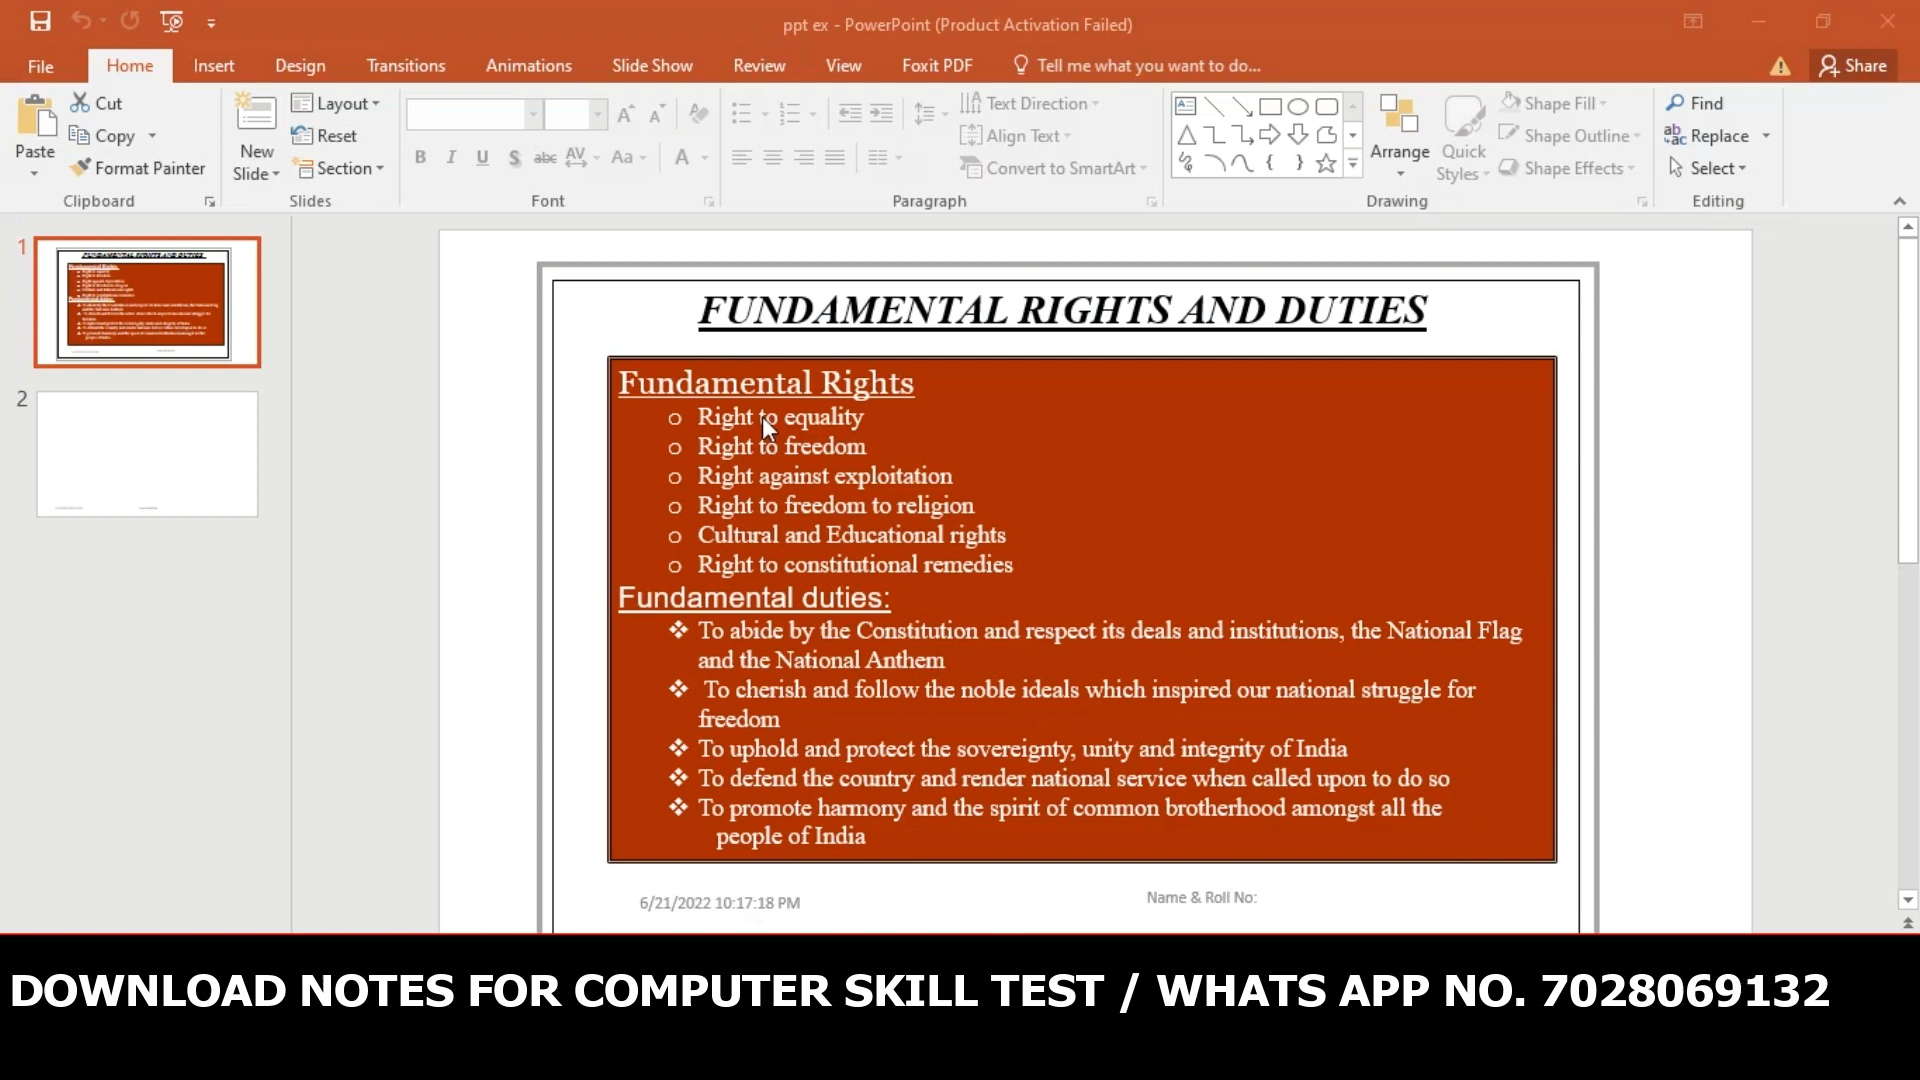 ppt ex - PowerPoint (Product Activation Failed)
File Home Insert Design Transitions Animations Slide Show Review View Foxit PDF Tell me what you want to do... Share
Paste Cut Copy Format Painter Clipboard
New Slide Layout Reset Section Slides
B I U S abc AV Aa A Font
Text Direction Align Text Convert to SmartArt Paragraph
Arrange Quick Styles Shape Fill Shape Outline Shape Effects Drawing
Find Replace Select Editing
1
2
FUNDAMENTAL RIGHTS AND DUTIES
Fundamental Rights
o Right to equality
o Right to freedom
o Right against exploitation
o Right to freedom to religion
o Cultural and Educational rights
o Right to constitutional remedies
Fundamental duties:
❖ To abide by the Constitution and respect its deals and institutions, the National Flag
and the National Anthem
❖ To cherish and follow the noble ideals which inspired our national struggle for
freedom
❖ To uphold and protect the sovereignty, unity and integrity of India
❖ To defend the country and render national service when called upon to do so
❖ To promote harmony and the spirit of common brotherhood amongst all the
people of India
6/21/2022 10:17:18 PM
Name & Roll No:
DOWNLOAD NOTES FOR COMPUTER SKILL TEST / WHATS APP NO. 7028069132